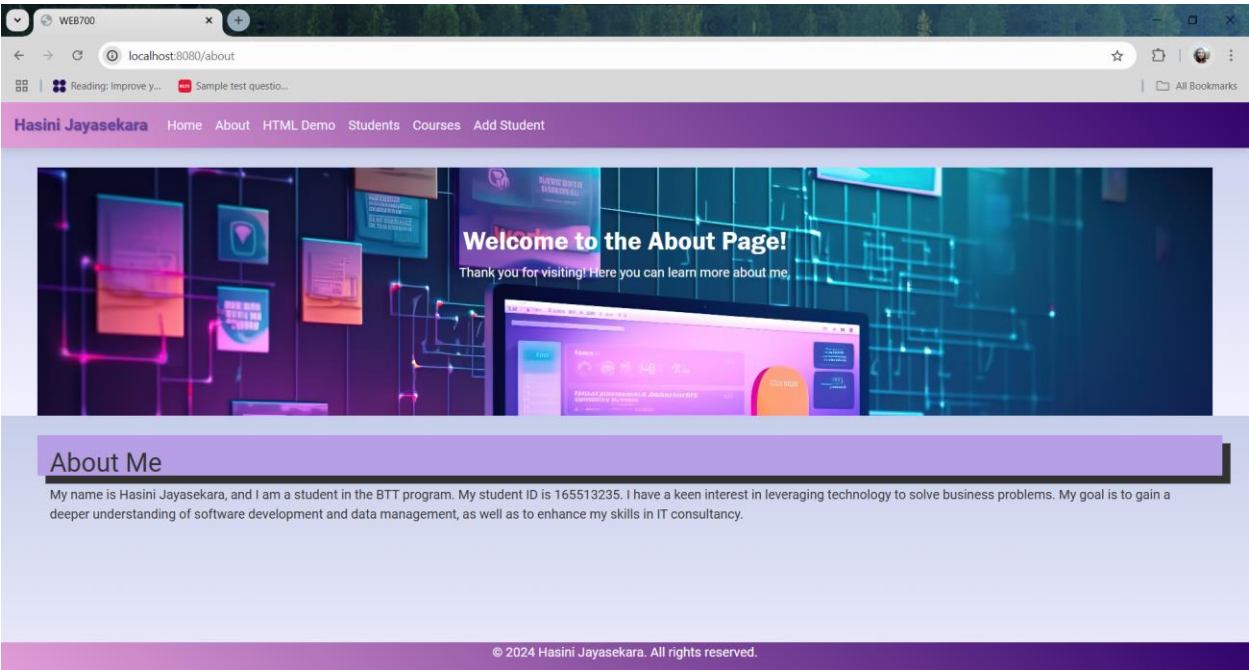 WEB700
localhost:8080/about
Reading: Improve y...
Sample test questio...
All Bookmarks
Hasini Jayasekara Home About HTML Demo Students Courses Add Student
Welcome to the About Page!
Thank you for visiting! Here you can learn more about me.
About Me
My name is Hasini Jayasekara, and I am a student in the BTT program. My student ID is 165513235. I have a keen interest in leveraging technology to solve business problems. My goal is to gain a
deeper understanding of software development and data management, as well as to enhance my skills in IT consultancy.
© 2024 Hasini Jayasekara. All rights reserved.